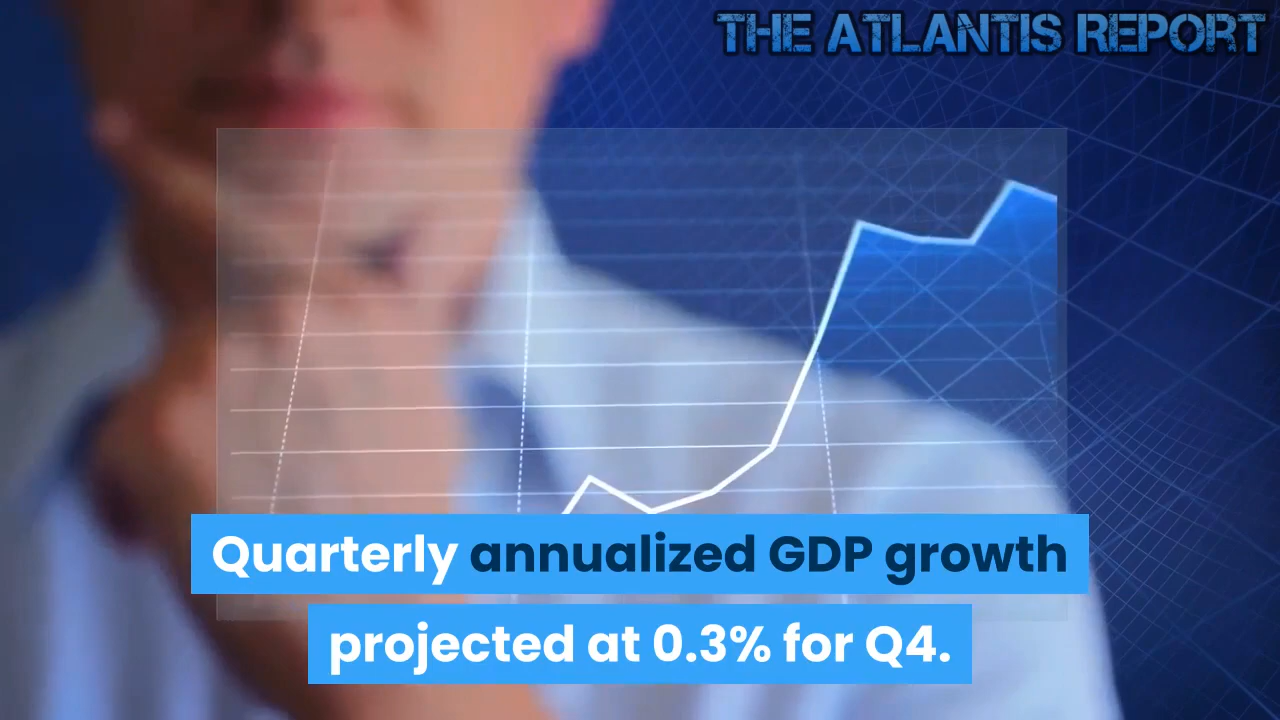 THE ATLANTIS REPORT
Quarterly annualized GDP growth
projected at 0.3% for Q4.